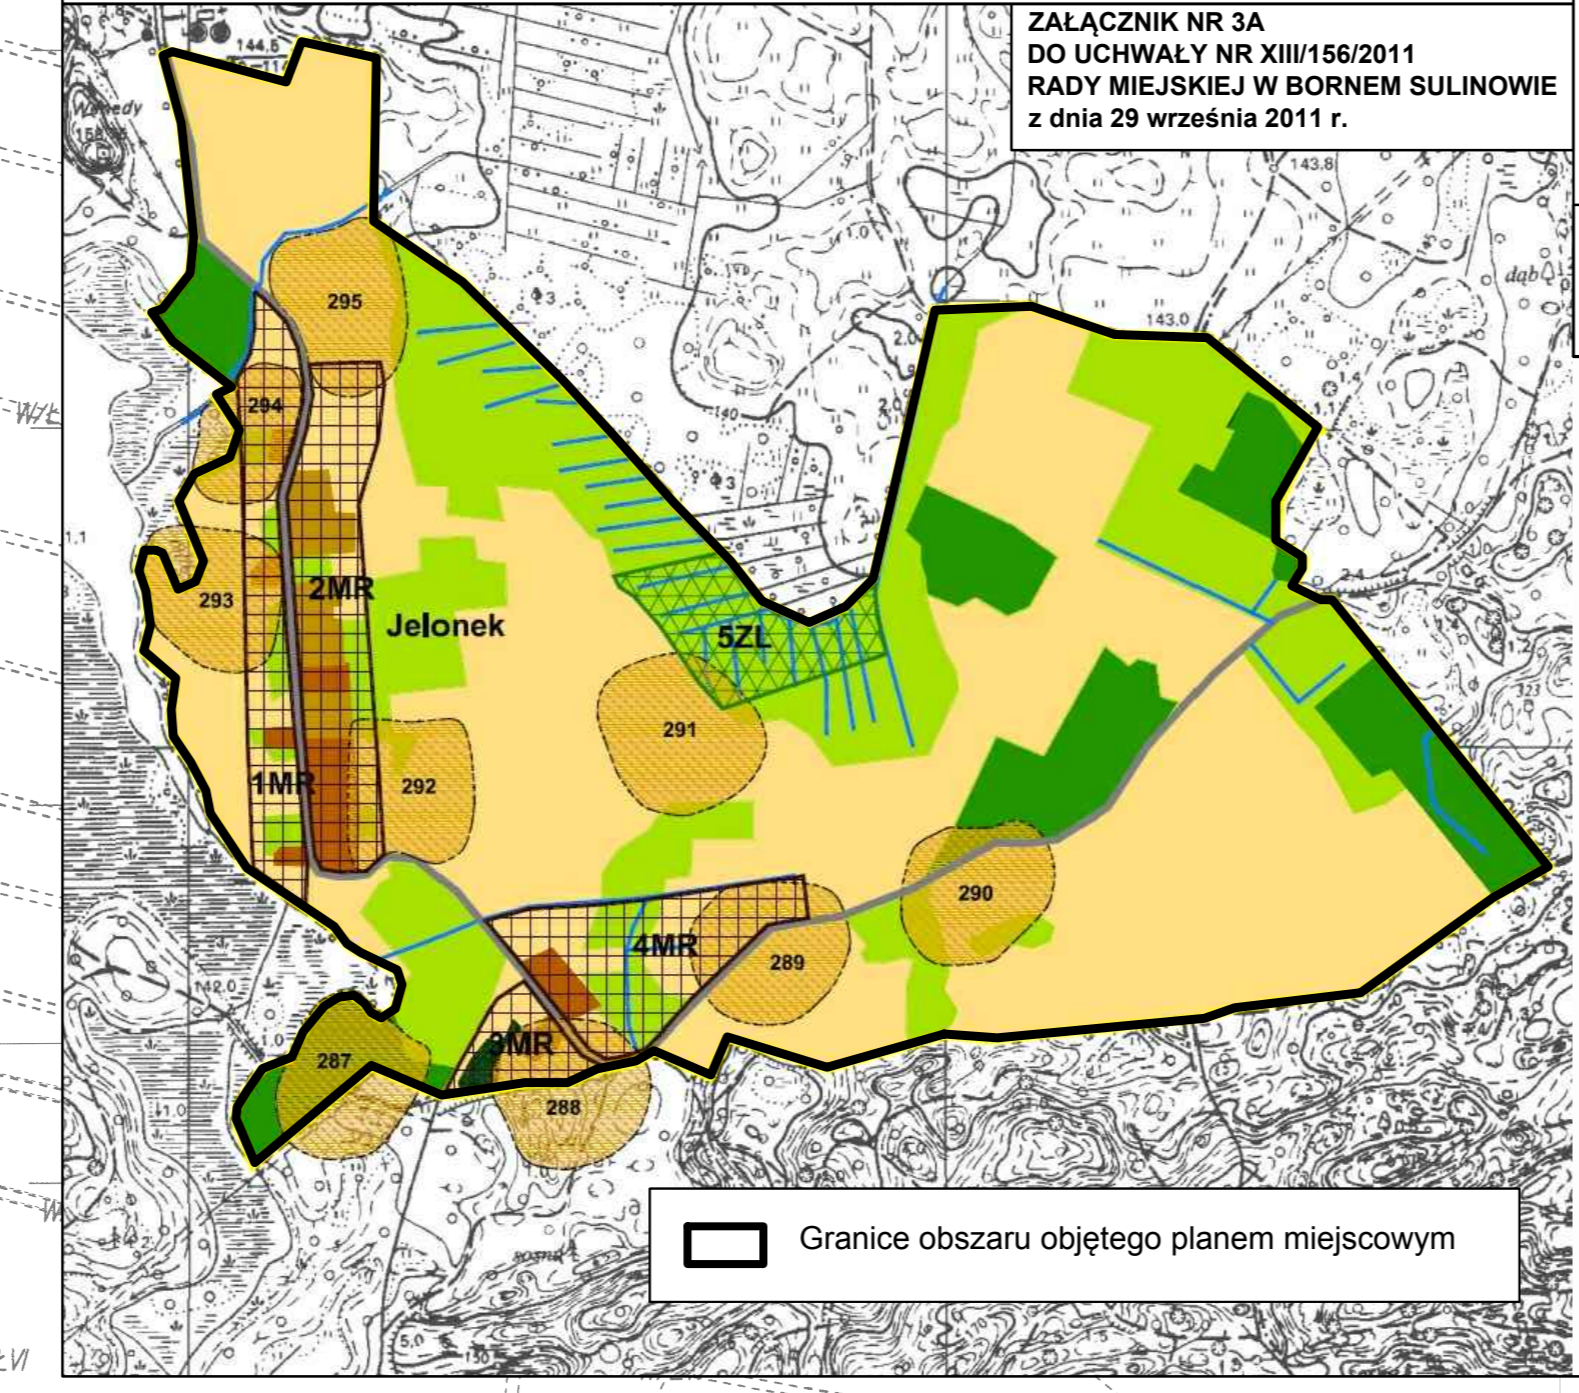 ZAŁĄCZNIK NR 3A
DO UCHWAŁY NR XIII/156/2011
RADY MIEJSKIEJ W BORNEM SULINOWIE
z dnia 29 września 2011 r.
144.5
143.8
dąb
295
143.0
294
140
2MR
293
Jelonek
5ZL
291
1MR
292
290
4MR
289
142.0
3MR
287
288
sosna
Granice obszaru objętego planem miejscowym